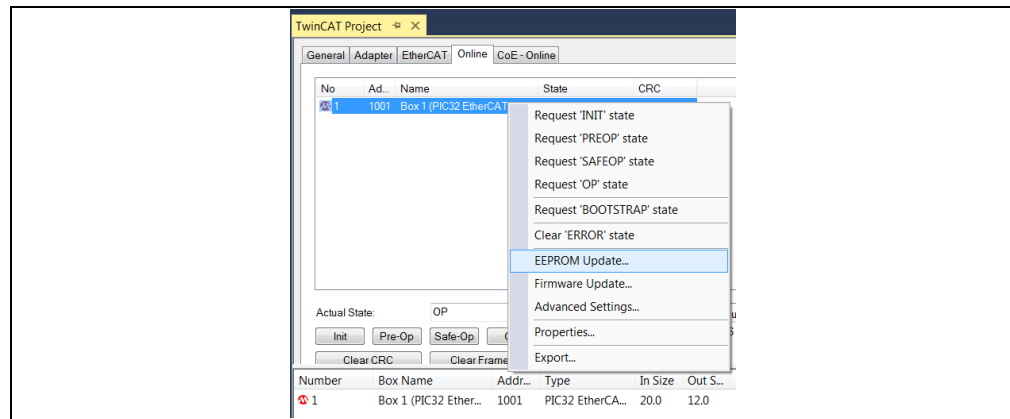 TwinCAT Project
General Adapter EtherCAT Online CoE - Online
No Ad... Name State CRC
1 1001 Box 1 (PIC32 EtherCAT
Request 'INIT' state
Request 'PREOP' state
Request 'SAFEOP' state
Request 'OP' state
Request 'BOOTSTRAP' state
Clear 'ERROR' state
EEPROM Update...
Firmware Update...
Advanced Settings...
Properties...
Export...
Actual State: OP
Init Pre-Op Safe-Op
Clear CRC Clear Frame
Number Box Name Addr... Type In Size Out S...
1 Box 1 (PIC32 Ether... 1001 PIC32 EtherCA... 20.0 12.0